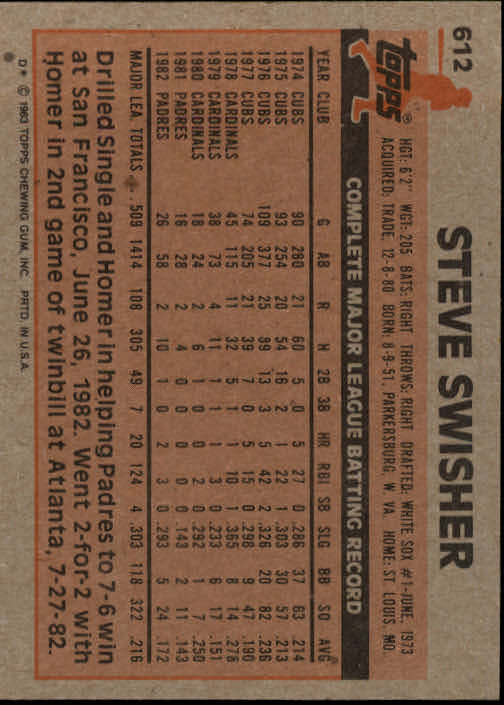 612
topps®
STEVE SWISHER
HGT: 6'2" WGT: 205 BATS: RIGHT THROWS: RIGHT DRAFTED: WHITE SOX #1-JUNE, 1973
ACQUIRED: TRADE, 12-8-80 BORN: 8-9-51, PARKERSBURG, W. VA. HOME: ST LOUIS, MO.
COMPLETE MAJOR LEAGUE BATTING RECORD
YEAR CLUB G AB R H 2B 3B HR RBI SB SLG BB SO AVG
1974 CUBS 90 280 21 60 5 0 5 27 0 .286 37 63 .214
1975 CUBS 93 254 20 54 16 2 1 22 1 .303 30 57 .213
1976 CUBS 109 377 25 89 13 3 5 42 2 .326 20 82 .236
1977 CUBS 74 205 21 39 7 0 5 15 0 .298 9 47 .190
1978 CARDINALS 45 115 11 32 5 1 1 10 1 .365 8 14 .278
1979 CARDINALS 38 73 4 11 1 1 1 3 0 .233 6 17 .151
1980 CARDINALS 18 24 2 6 1 0 0 2 0 .292 1 7 .250
1981 PADRES 16 28 2 4 0 0 0 0 0 .143 2 11 .143
1982 PADRES 26 58 2 10 1 0 2 3 0 .293 5 24 .172
MAJOR LEA. TOTALS 509 1414 108 305 49 7 20 124 4 .303 118 322 .216
Drilled Single and Homer in helping Padres to 7-6 win
at San Francisco, June 26, 1982. Went 2-for-2 with
Homer in 2nd game of twinbill at Atlanta, 7-27-82.
D* © 1983 TOPPS CHEWING GUM, INC. PRTD. IN U.S.A.